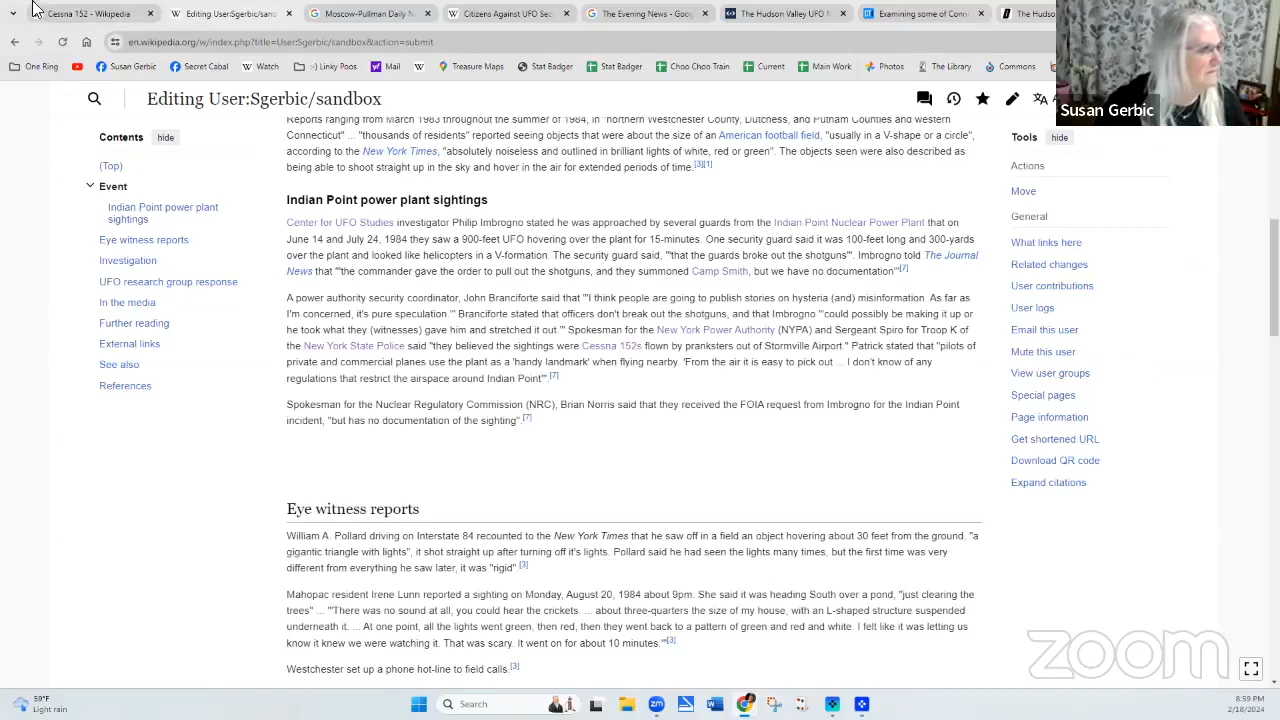 Cessna 152 - Wikipedia
Editing User:Sgerbic/sandb
Moscow-Pullman Daily N
Citizens Against UFO Sec
The Evening News - Goo
The Hudson Valley UFO
Examining some of Conn
The Hudso
en.wikipedia.org/w/index.php?title=User:Sgerbic/sandbox&action=submit
One Ring
Susan Gerbic
Secret Cabal
Watch
:-) Linky Pool
Mail
Treasure Maps
Stat Badger
Stat Badger
Choo Choo Train
Current
Main Work
Photos
The Library
Commons
Susan Gerbic
Editing User:Sgerbic/sandbox
Contents
hide
(Top)
Event
Indian Point power plant
sightings
Eye witness reports
Investigation
UFO research group response
In the media
Further reading
External links
See also
References
Reports ranging from March 1983 throughout the summer of 1984, in "northern Westchester County, Dutchess, and Putnam Counties and western
Connecticut" ... "thousands of residents" reported seeing objects that were about the size of an American football field, "usually in a V-shape or a circle",
according to the New York Times, "absolutely noiseless and outlined in brilliant lights of white, red or green". The objects seen were also described as
being able to shoot straight up in the sky and hover in the air for extended periods of time.[3][1]
Indian Point power plant sightings
Center for UFO Studies investigator Philip Imbrogno stated he was approached by several guards from the Indian Point Nuclear Power Plant that on
June 14 and July 24, 1984 they saw a 900-feet UFO hovering over the plant for 15-minutes. One security guard said it was 100-feet long and 300-yards
over the plant and looked like helicopters in a V-formation. The security guard said, "'that the guards broke out the shotguns'". Imbrogno told The Journal
News that "'the commander gave the order to pull out the shotguns, and they summoned Camp Smith, but we have no documentation'"[7]
A power authority security coordinator, John Branciforte said that "'I think people are going to publish stories on hysteria (and) misinformation. As far as
I'm concerned, it's pure speculation.'" Branciforte stated that officers don't break out the shotguns, and that Imbrogno "'could possibly be making it up or
he took what they (witnesses) gave him and stretched it out.'" Spokesman for the New York Power Authority (NYPA) and Sergeant Spiro for Troop K of
the New York State Police said "they believed the sightings were Cessna 152s flown by pranksters out of Stormville Airport." Patrick stated that "pilots of
private and commercial planes use the plant as a 'handy landmark' when flying nearby. 'From the air it is easy to pick out ... I don't know of any
regulations that restrict the airspace around Indian Point'" [7]
Spokesman for the Nuclear Regulatory Commission (NRC), Brian Norris said that they received the FOIA request from Imbrogno for the Indian Point
incident, "but has no documentation of the sighting".[7]
Eye witness reports
William A. Pollard driving on Interstate 84 recounted to the New York Times that he saw off in a field an object hovering about 30 feet from the ground, "a
gigantic triangle with lights", it shot straight up after turning off it's lights. Pollard said he had seen the lights many times, but the first time was very
different from everything he saw later, it was "rigid" [3]
Mahopac resident Irene Lunn reported a sighting on Monday, August 20, 1984 about 9pm. She said it was heading South over a pond, "just clearing the
trees" ... "'There was no sound at all, you could hear the crickets. ... about three-quarters the size of my house, with an L-shaped structure suspended
underneath it. ... At one point, all the lights went green, then red, then they went back to a pattern of green and red and white. I felt like it was letting us
know it knew we were watching it. That was scary. It went on for about 10 minutes.'"[3]
Westchester set up a phone hot-line to field calls.[3]
Tools
hide
Actions
Move
General
What links here
Related changes
User contributions
User logs
Email this user
Mute this user
View user groups
Special pages
Page information
Get shortened URL
Download QR code
Expand citations
zoom
59°F
Light rain
Search
8:59 PM
2/18/2024